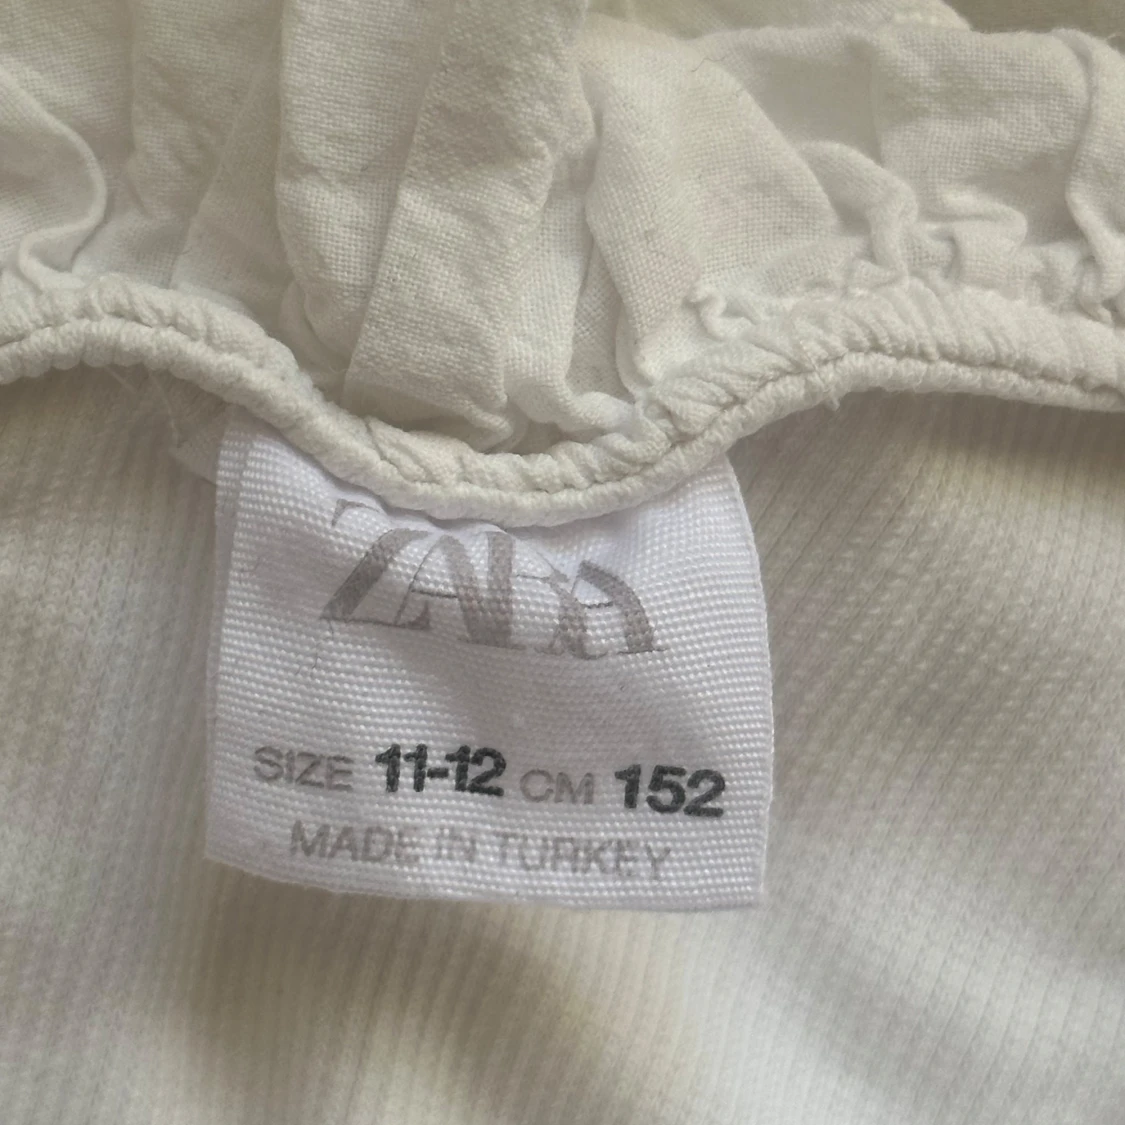 ZARA
SIZE 11-12 CM 152
MADE IN TURKEY